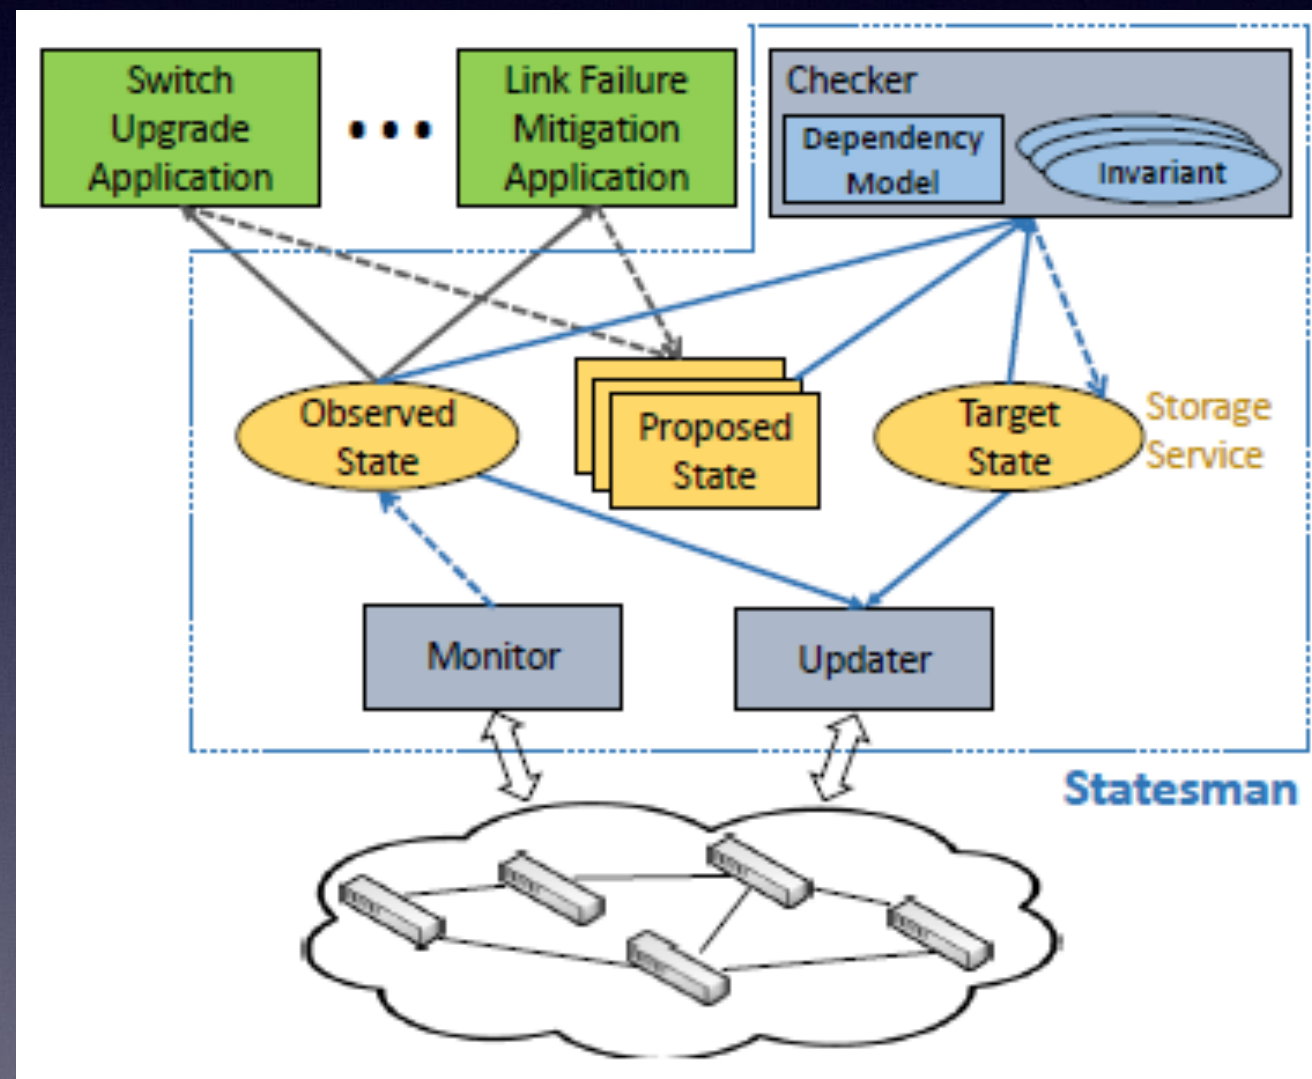 Switch
Upgrade
Application
Link Failure
Mitigation
Application
Checker
Dependency
Model
Invariant
Observed
State
Proposed
State
Target
State
Storage
Service
Monitor
Updater
Statesman